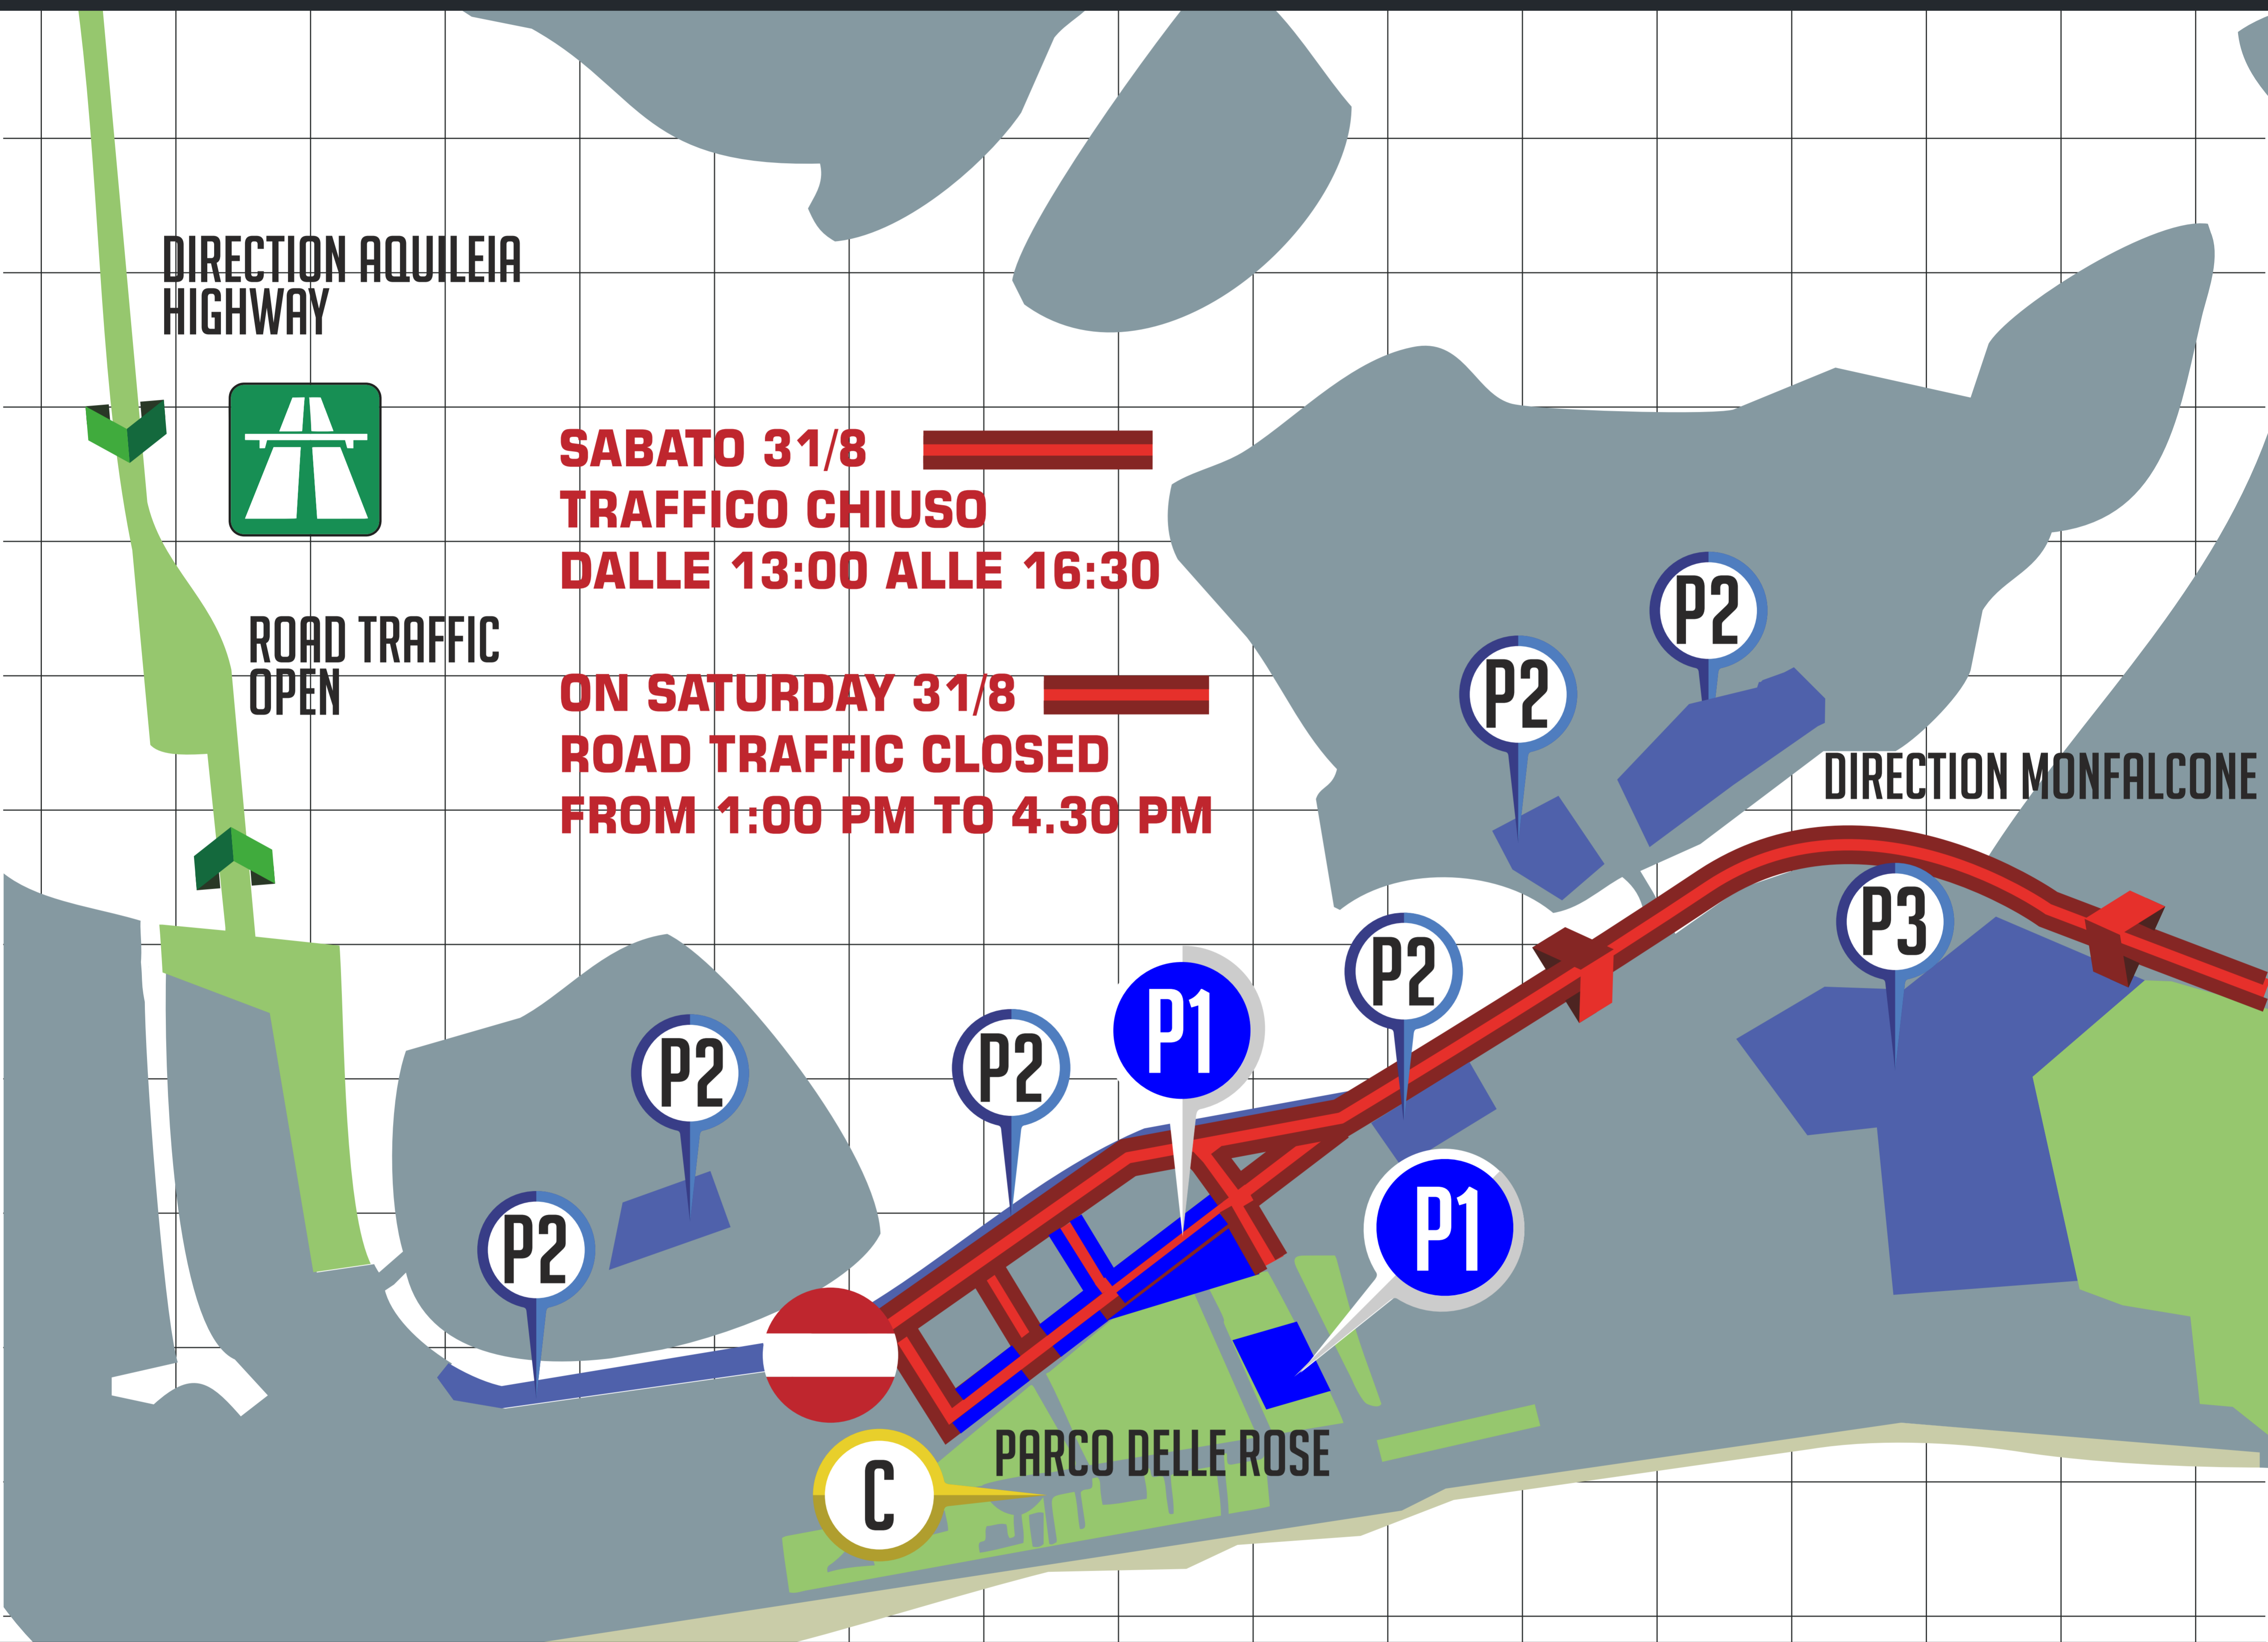 DIRECTION AQUILEIA
HIGHWAY
SABATO 31/8
TRAFFICO CHIUSO
DALLE 13:00 ALLE 16:30
ROAD TRAFFIC
OPEN
ON SATURDAY 31/8
ROAD TRAFFIC CLOSED
FROM 1:00 PM TO 4.30 PM
P2
P2
DIRECTION MONFALCONE
P3
P2
P1
P2
P2
P1
P2
PARCO DELLE ROSE
C